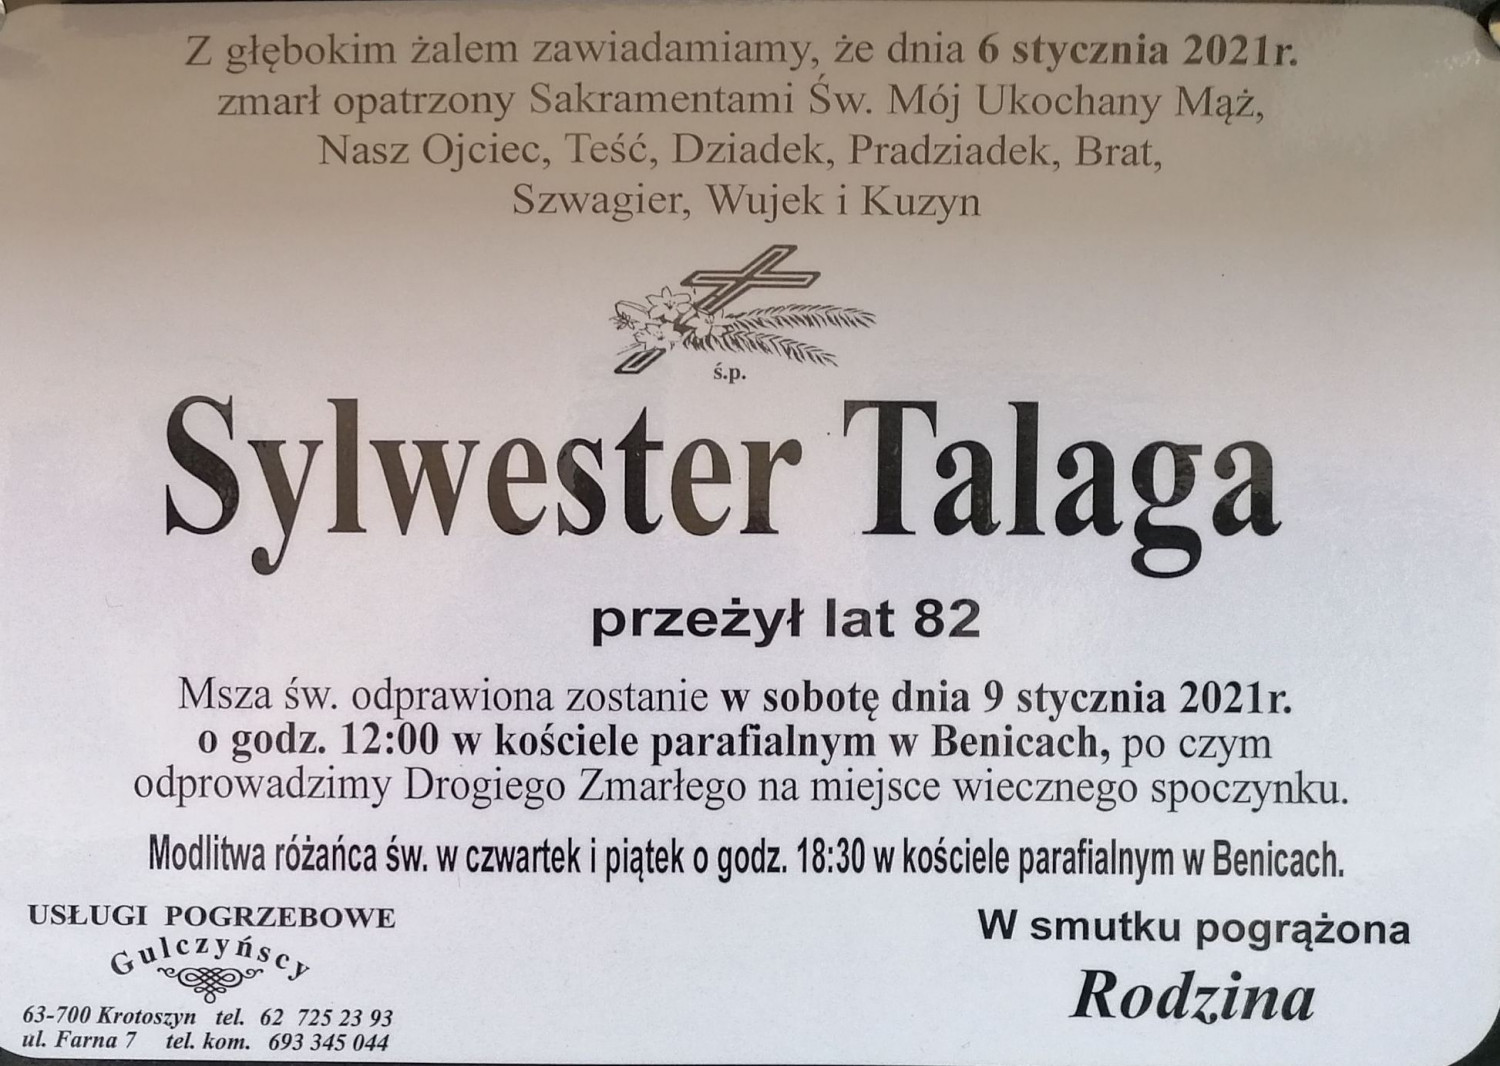 Z głębokim żalem zawiadamiamy, że dnia 6 stycznia 2021r.
zmarł opatrzony Sakramentami Św. Mój Ukochany Mąż,
Nasz Ojciec, Teść, Dziadek, Pradziadek, Brat,
Szwagier, Wujek i Kuzyn
ś.p.
Sylwester Talaga
przeżył lat 82
Msza św. odprawiona zostanie w sobotę dnia 9 stycznia 2021r.
o godz. 12:00 w kościele parafialnym w Benicach, po czym
odprowadzimy Drogiego Zmarłego na miejsce wiecznego spoczynku.
Modlitwa różańca św. w czwartek i piątek o godz. 18:30 w kościele parafialnym w Benicach.
USŁUGI POGRZEBOWE
Gulczyńscy
63-700 Krotoszyn tel. 62 725 23 93
ul. Farna 7 tel. kom. 693 345 044
W smutku pogrążona
Rodzina